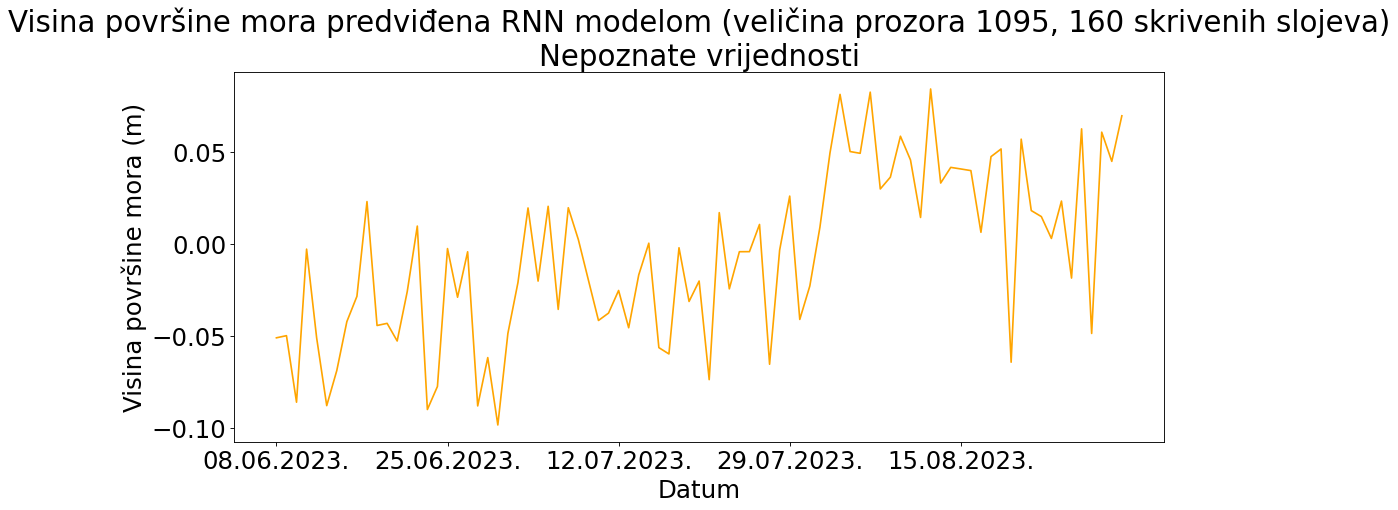 Visina površine mora predviđena RNN modelom (veličina prozora 1095, 160 skrivenih slojeva)
Nepoznate vrijednosti
Visina površine mora (m)
0.05
0.00
−0.05
−0.10
08.06.2023. 25.06.2023. 12.07.2023. 29.07.2023. 15.08.2023.
Datum